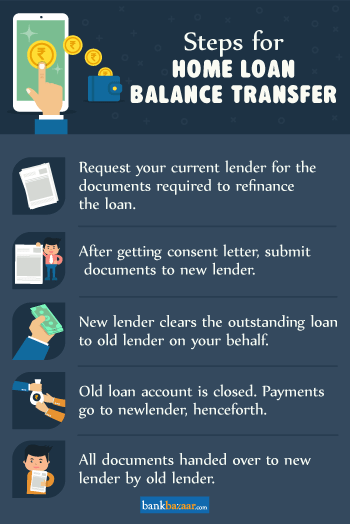 Steps for
HOME LOAN
BALANCE TRANSFER
Request your current lender for the
documents required to refinance
the loan.
After getting consent letter, submit
documents to new lender.
New lender clears the outstanding loan
to old lender on your behalf.
Old loan account is closed. Payments
go to newlender, henceforth.
All documents handed over to new
lender by old lender.
bankbazaar.com